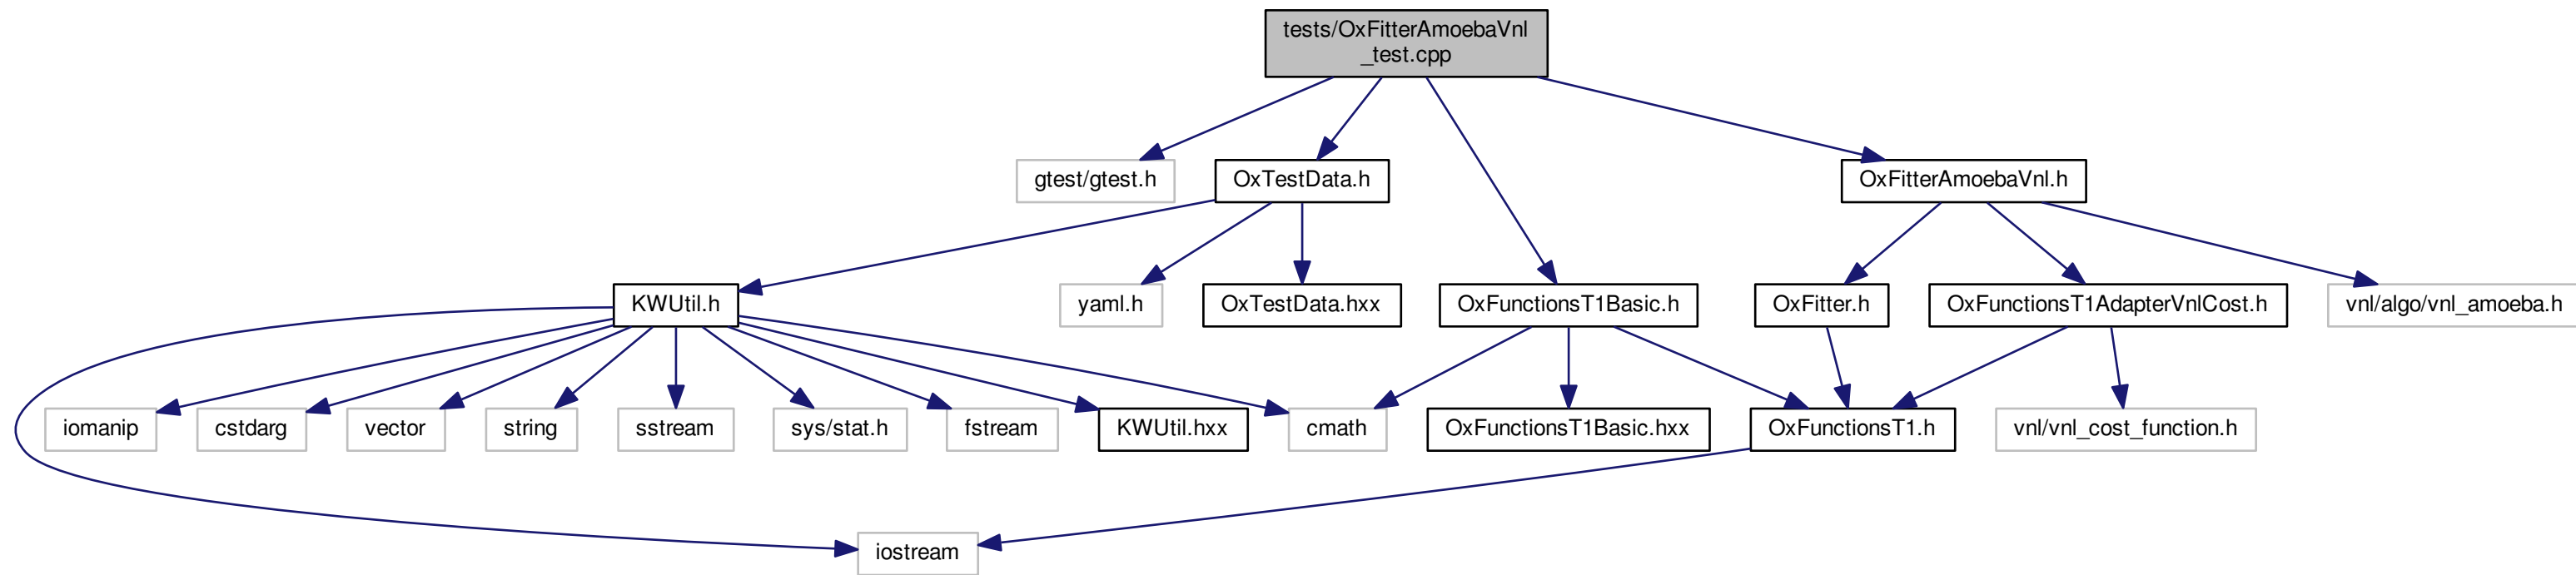 tests/OxFitterAmoebaVnl
_test.cpp
gtest/gtest.h
OxTestData.h
OxFitterAmoebaVnl.h
KWUtil.h
yaml.h
OxTestData.hxx
OxFunctionsT1Basic.h
OxFitter.h
OxFunctionsT1AdapterVnlCost.h
vnl/algo/vnl_amoeba.h
iomanip
cstdarg
vector
string
sstream
sys/stat.h
fstream
KWUtil.hxx
cmath
OxFunctionsT1Basic.hxx
OxFunctionsT1.h
vnl/vnl_cost_function.h
iostream